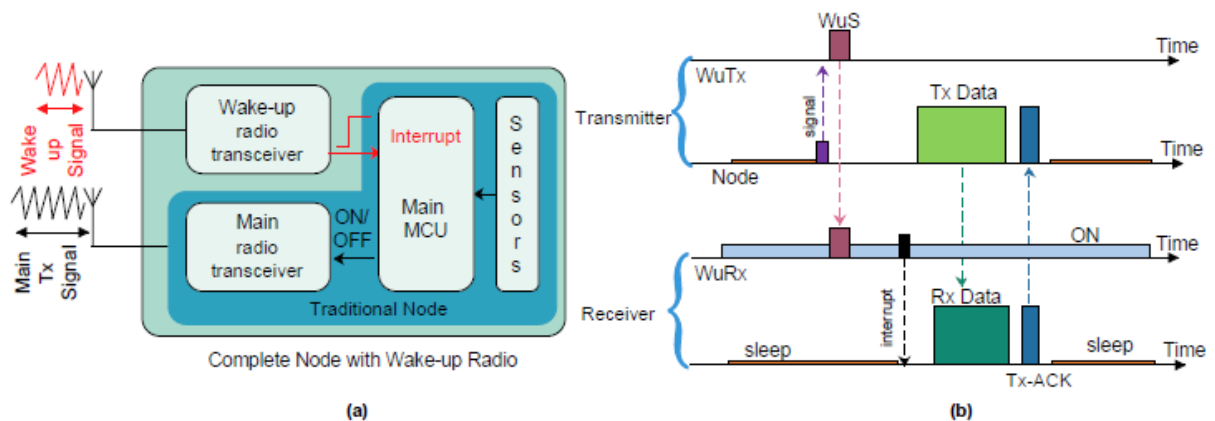 Wake
up
Signal
Main
Tx
Signal
Wake-up
radio
transceiver
Main
radio
transceiver
Interrupt
Main
MCU
ON/
OFF
Sensors
Traditional Node
Complete Node with Wake-up Radio
(a)
WuS
Time
WuTx
Transmitter
signal
Tx Data
Time
Node
ON
Time
WuRx
Receiver
interrupt
Rx Data
sleep
sleep
Time
Tx-ACK
(b)